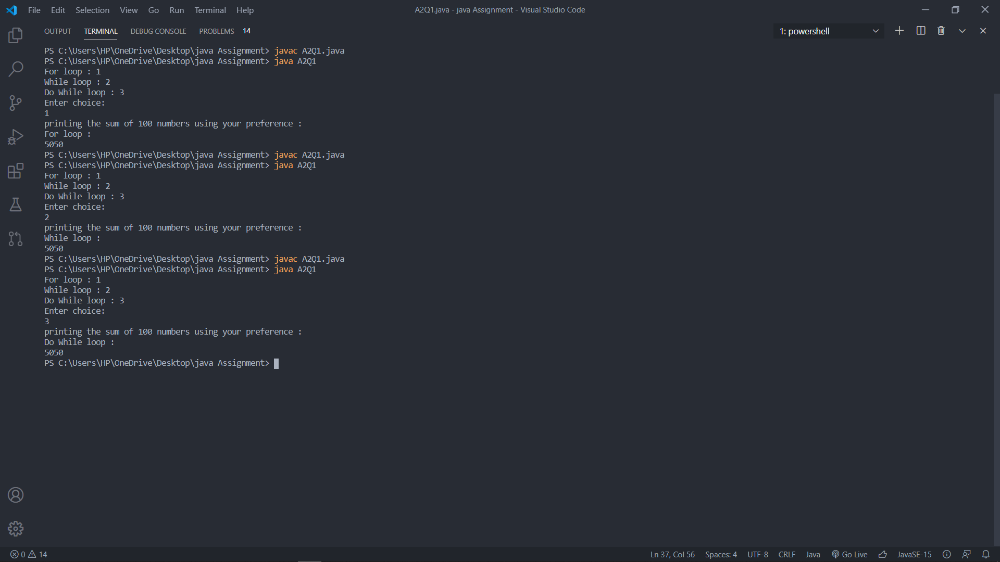 File Edit Selection View Go Run Terminal Help A2Q1.java - java Assignment - Visual Studio Code
OUTPUT TERMINAL DEBUG CONSOLE PROBLEMS 14 1: powershell
PS C:\Users\HP\OneDrive\Desktop\java Assignment> javac A2Q1.java
PS C:\Users\HP\OneDrive\Desktop\java Assignment> java A2Q1
For loop : 1
While loop : 2
Do While loop : 3
Enter choice:
1
printing the sum of 100 numbers using your preference :
For loop :
5050
PS C:\Users\HP\OneDrive\Desktop\java Assignment> javac A2Q1.java
PS C:\Users\HP\OneDrive\Desktop\java Assignment> java A2Q1
For loop : 1
While loop : 2
Do While loop : 3
Enter choice:
2
printing the sum of 100 numbers using your preference :
While loop :
5050
PS C:\Users\HP\OneDrive\Desktop\java Assignment> javac A2Q1.java
PS C:\Users\HP\OneDrive\Desktop\java Assignment> java A2Q1
For loop : 1
While loop : 2
Do While loop : 3
Enter choice:
3
printing the sum of 100 numbers using your preference :
Do While loop :
5050
PS C:\Users\HP\OneDrive\Desktop\java Assignment>
0 14 Ln 37, Col 56 Spaces: 4 UTF-8 CRLF Java Go Live JavaSE-15